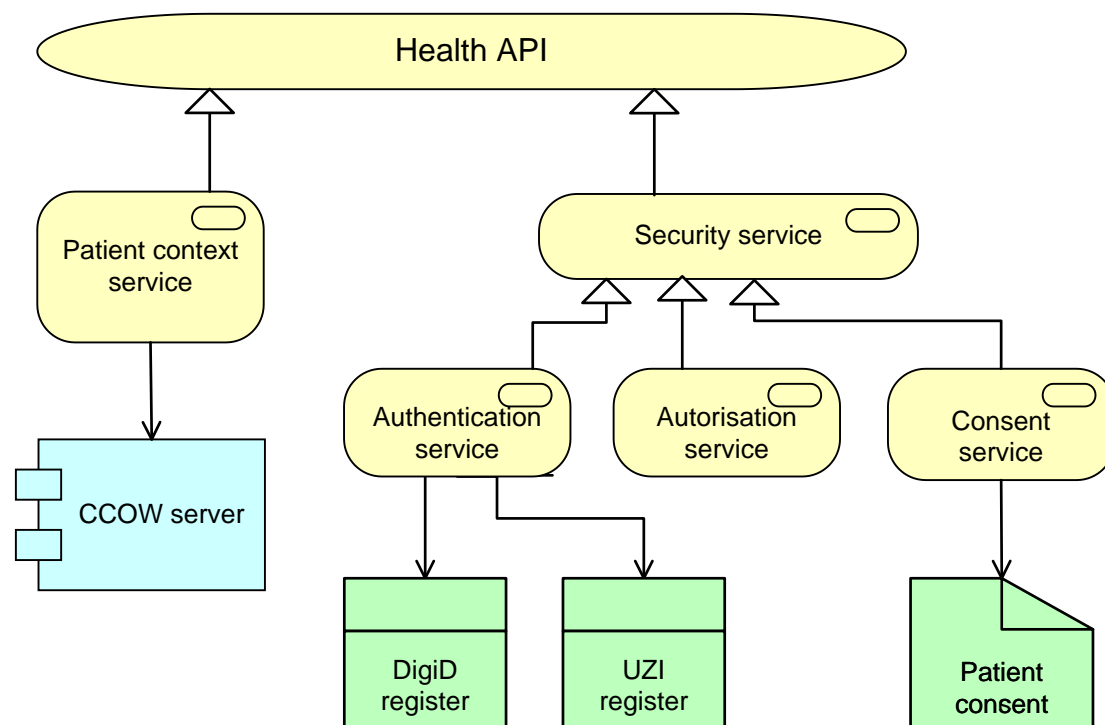 Health API
Patient context
service
Security service
Authentication
service
Autorisation
service
Consent
service
CCOW server
DigiD
register
UZI
register
Patient
consent